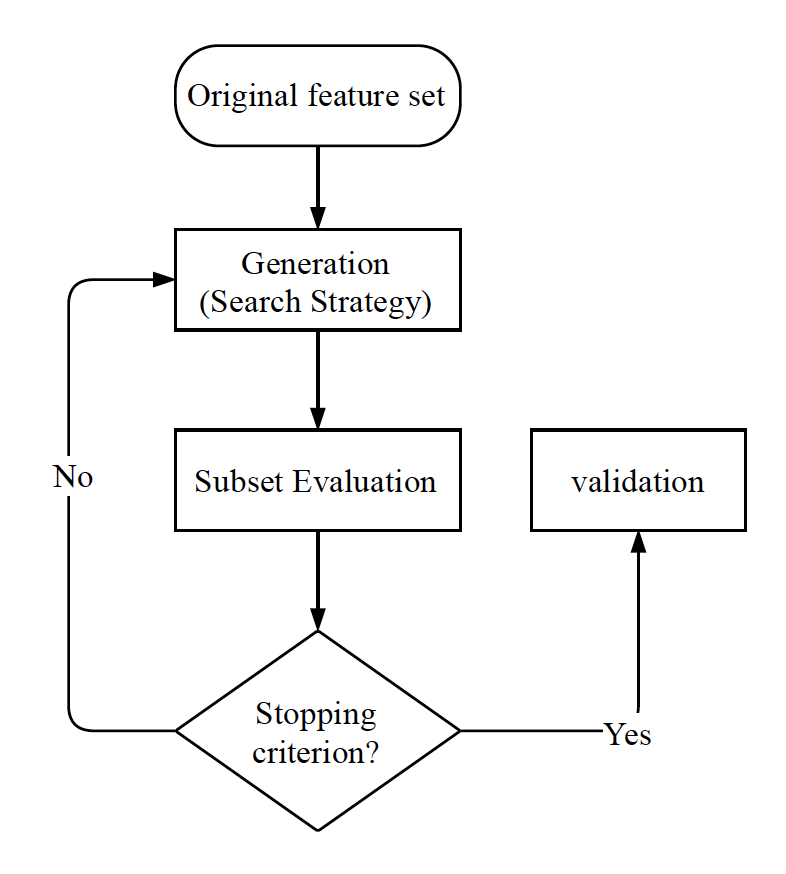 Original feature set
Generation
(Search Strategy)
No
Subset Evaluation
validation
Stopping
criterion?
Yes